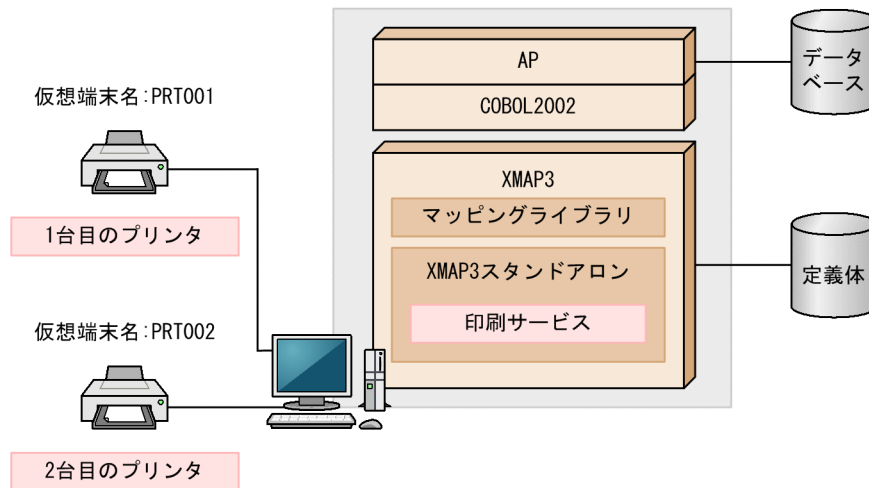 仮想端末名:PRT001
1台目のプリンタ
仮想端末名:PRT002
2台目のプリンタ
AP
COBOL2002
XMAP3
マッピングライブラリ
XMAP3スタンドアロン
印刷サービス
データ
ベース
定義体